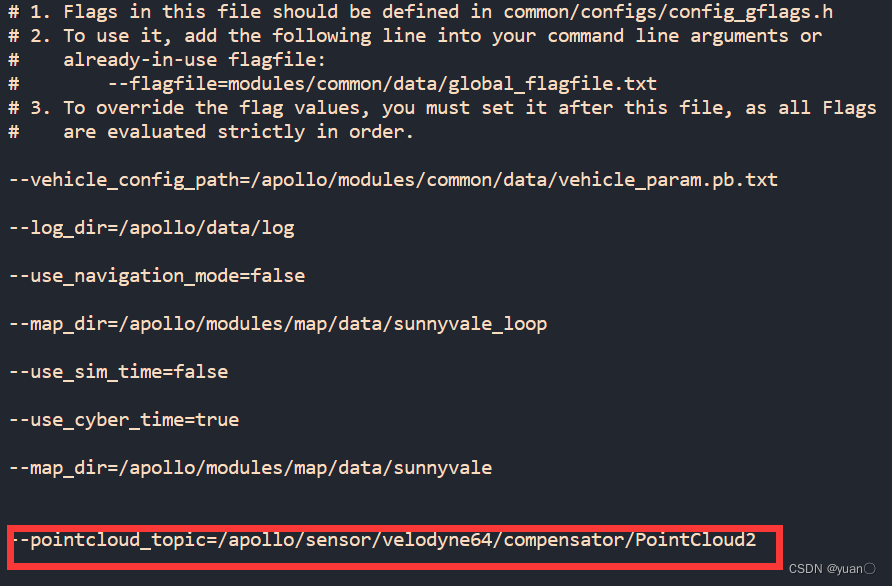 # 1. Flags in this file should be defined in common/configs/config_gflags.h
# 2. To use it, add the following line into your command line arguments or
#    already-in-use flagfile:
#        --flagfile=modules/common/data/global_flagfile.txt
# 3. To override the flag values, you must set it after this file, as all Flags
#    are evaluated strictly in order.
--vehicle_config_path=/apollo/modules/common/data/vehicle_param.pb.txt
--log_dir=/apollo/data/log
--use_navigation_mode=false
--map_dir=/apollo/modules/map/data/sunnyvale_loop
--use_sim_time=false
--use_cyber_time=true
--map_dir=/apollo/modules/map/data/sunnyvale
--pointcloud_topic=/apollo/sensor/velodyne64/compensator/PointCloud2
CSDN @yuan〇